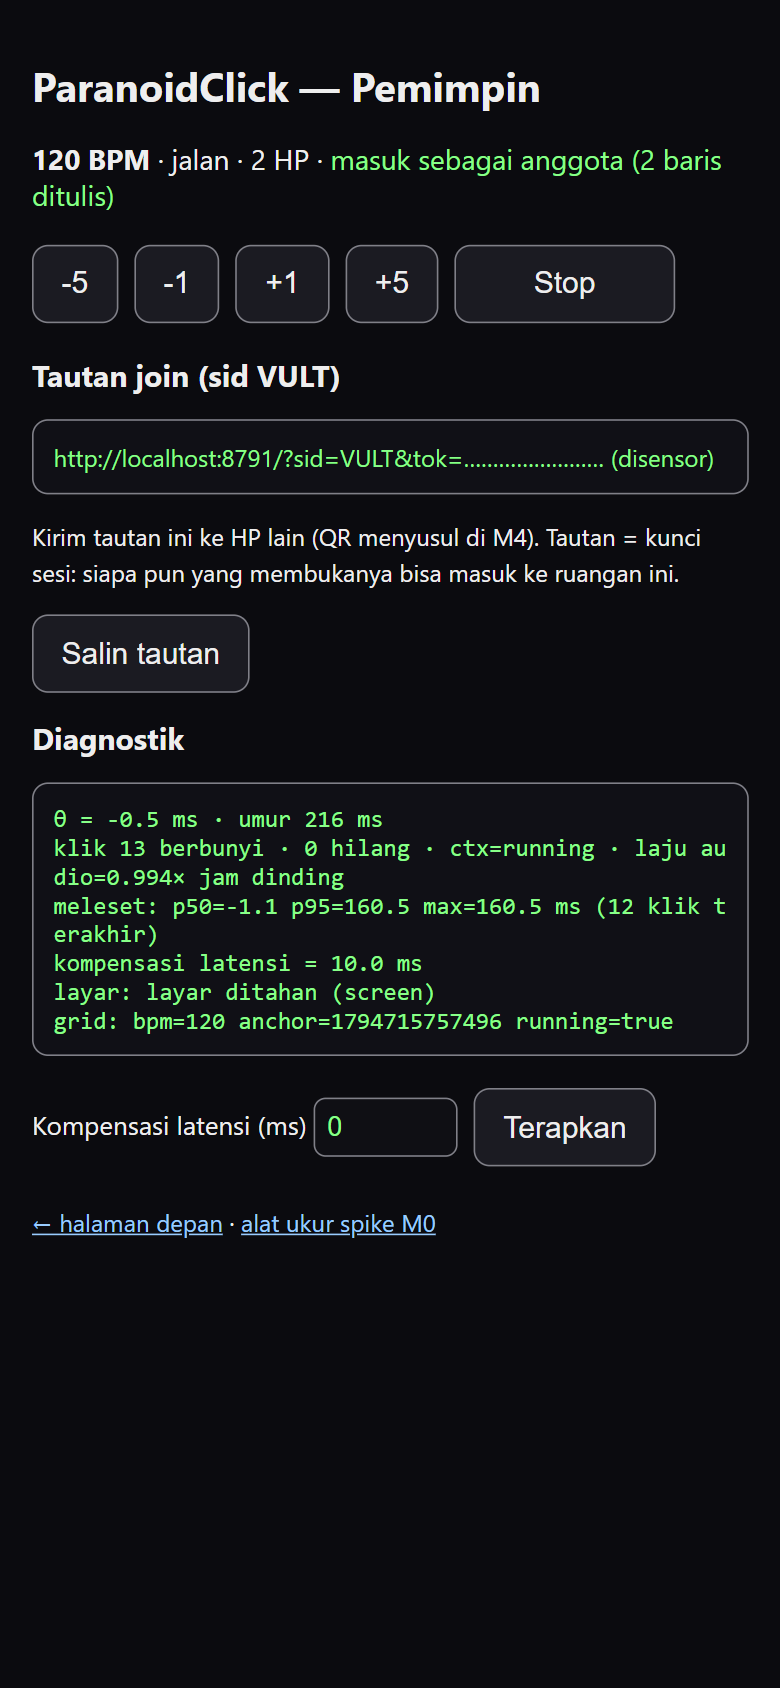 ParanoidClick — Pemimpin
120 BPM · jalan · 2 HP · masuk sebagai anggota (2 baris
ditulis)
-5 -1 +1 +5 Stop
Tautan join (sid VULT)
http://localhost:8791/?sid=VULT&tok=........................ (disensor)
Kirim tautan ini ke HP lain (QR menyusul di M4). Tautan = kunci
sesi: siapa pun yang membukanya bisa masuk ke ruangan ini.
Salin tautan
Diagnostik
θ = -0.5 ms · umur 216 ms
klik 13 berbunyi · 0 hilang · ctx=running · laju au
dio=0.994× jam dinding
meleset: p50=-1.1 p95=160.5 max=160.5 ms (12 klik t
erakhir)
kompensasi latensi = 10.0 ms
layar: layar ditahan (screen)
grid: bpm=120 anchor=1794715757496 running=true
Kompensasi latensi (ms) 0 Terapkan
← halaman depan · alat ukur spike M0